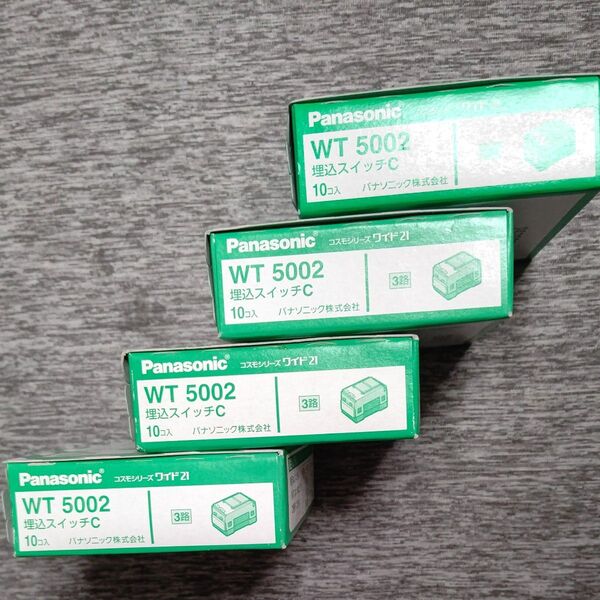 Panasonic ワイド
WT 5002
埋込スイッチC
10コ入 パナソニック株式会社
Panasonic® コスモシリーズ ワイド21
WT 5002
埋込スイッチC
3路
10コ入 パナソニック株式会社
Panasonic® コスモシリーズ ワイド21
WT 5002
埋込スイッチC
3路
10コ入 パナソニック株式会社
Panasonic® コスモシリーズ ワイド21
WT 5002
埋込スイッチC
3路
10コ入 パナソニック株式会社